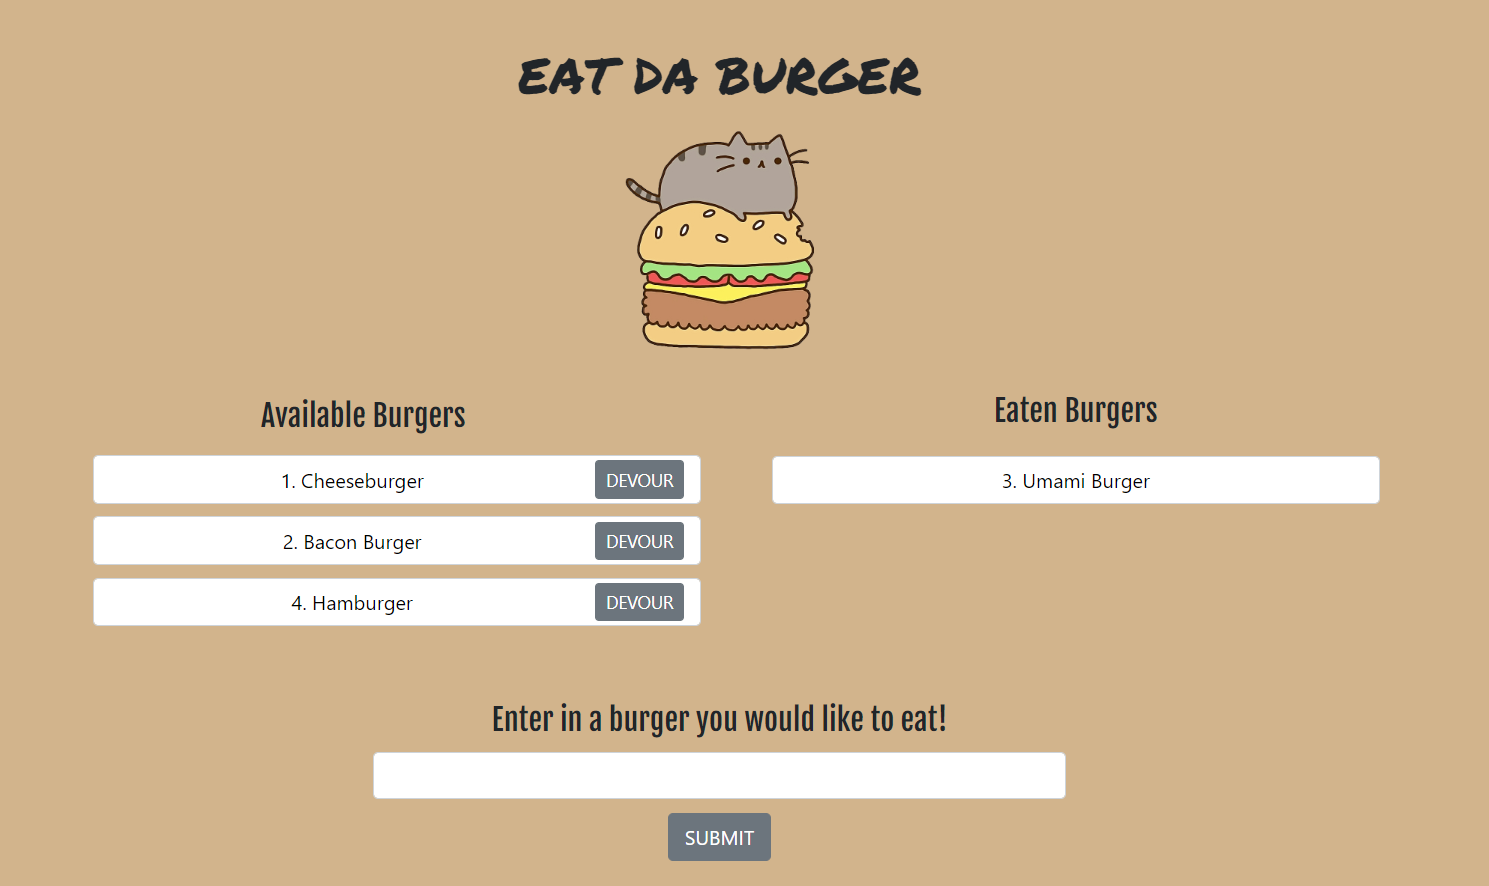 EAT DA BURGER
Available Burgers
1. Cheeseburger DEVOUR
2. Bacon Burger DEVOUR
4. Hamburger DEVOUR
Eaten Burgers
3. Umami Burger
Enter in a burger you would like to eat!
SUBMIT